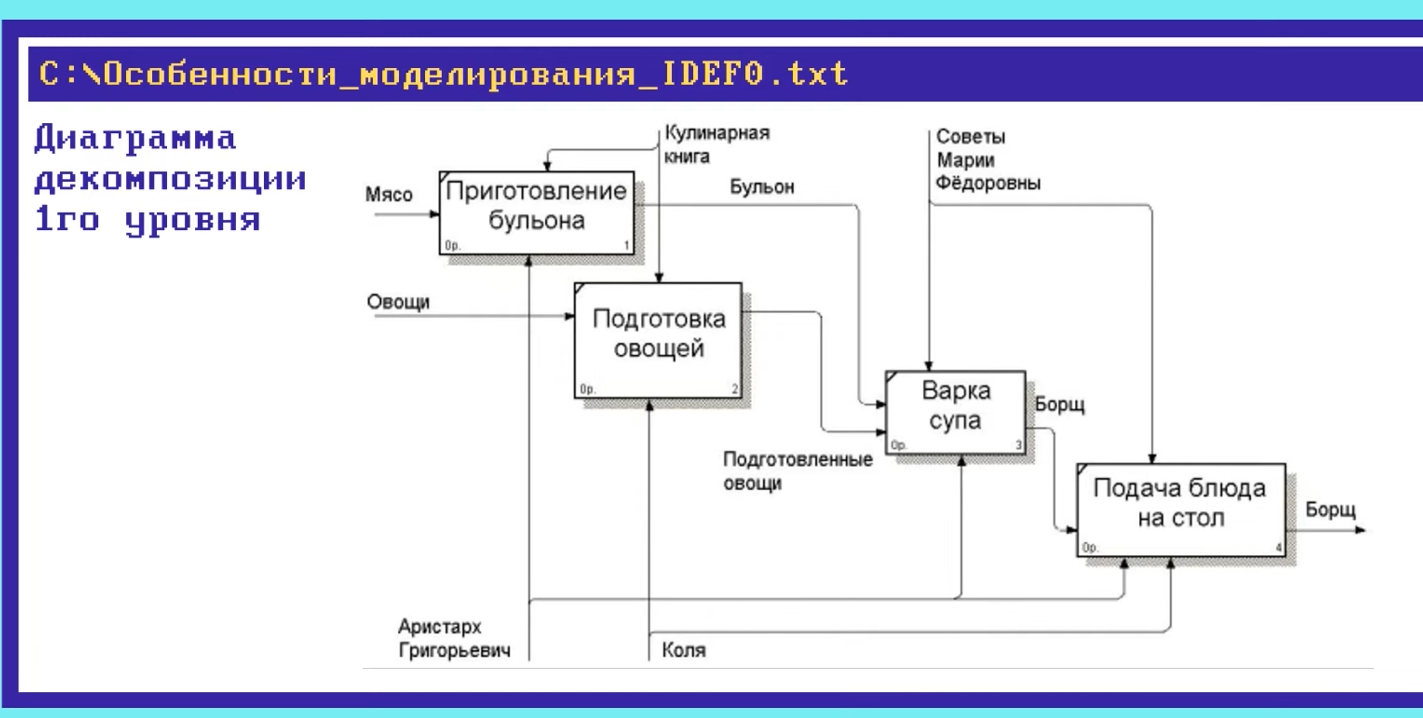 C:\Особенности_моделирования_IDEF0.txt
Диаграмма
декомпозиции
1го уровня
Кулинарная
книга
Советы
Марии
Фёдоровны
Мясо
Приготовление
бульона
0р.
1
Бульон
Овощи
Подготовка
овощей
0р.
2
Подготовленные
овощи
Варка
супа
0р.
3
Борщ
Подача блюда
на стол
0р.
4
Борщ
Аристарх
Григорьевич
Коля